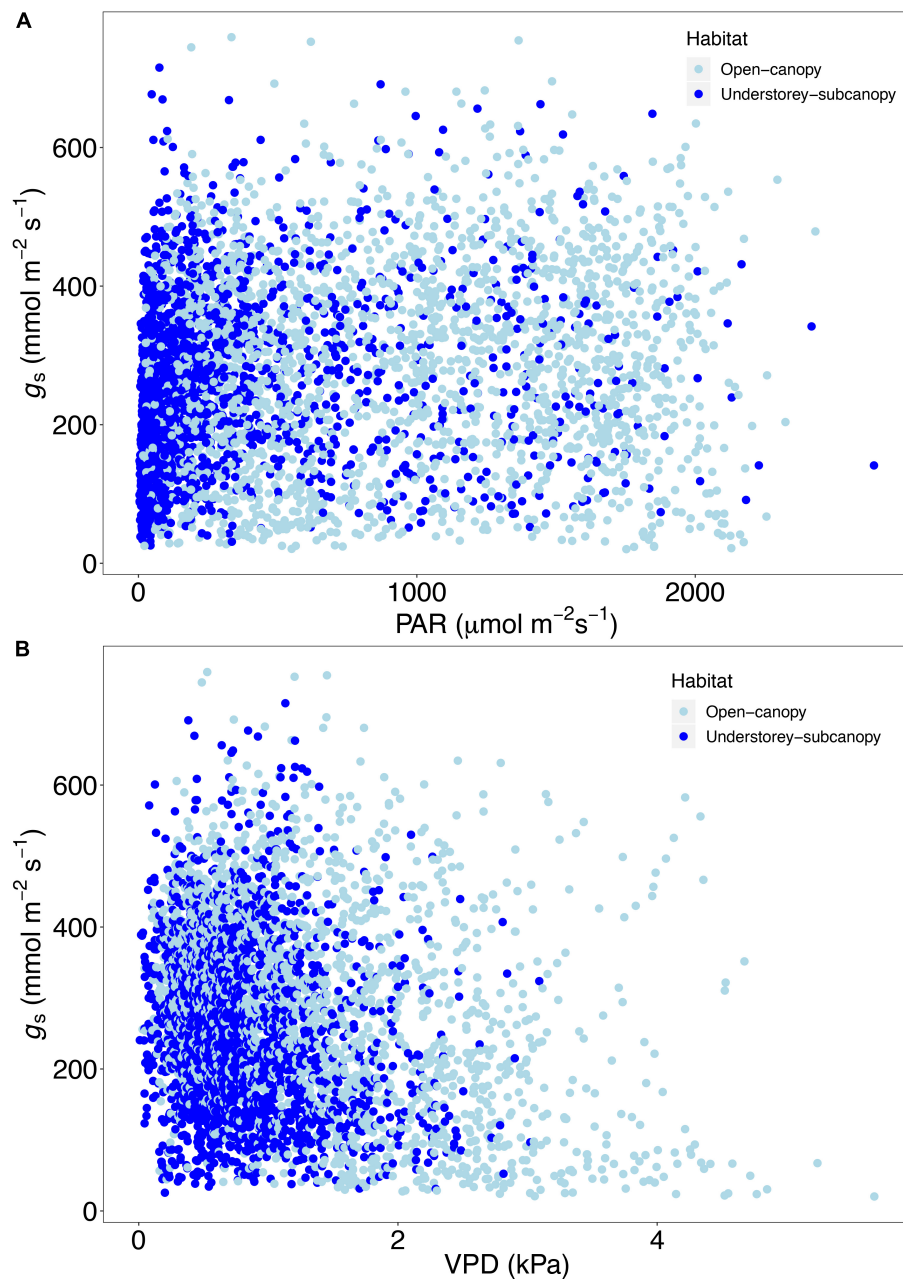 A
Habitat
Open−canopy
Understorey−subcanopy
600
400
200
0
gs (mmol m−2 s−1)
0 1000 2000
PAR (μmol m−2s−1)
B
Habitat
Open−canopy
Understorey−subcanopy
600
400
200
0
gs (mmol m−2 s−1)
0 2 4
VPD (kPa)